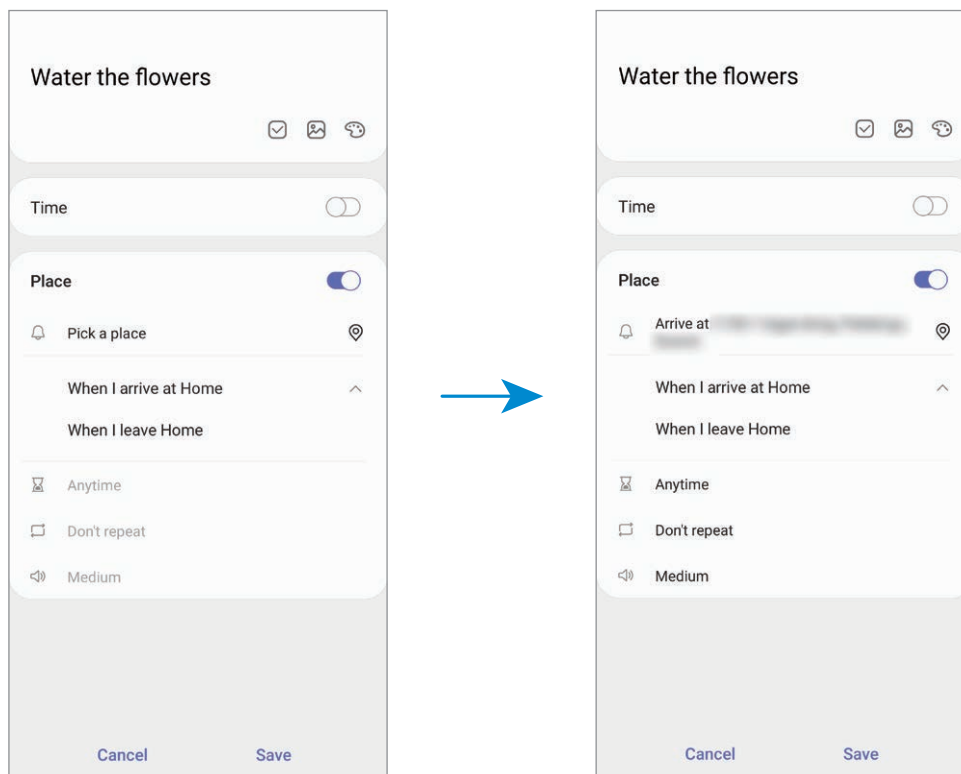 Water the flowers
Time
Place
Pick a place
When I arrive at Home
When I leave Home
Anytime
Don't repeat
Medium
Cancel Save
Water the flowers
Time
Place
Arrive at
When I arrive at Home
When I leave Home
Anytime
Don't repeat
Medium
Cancel Save